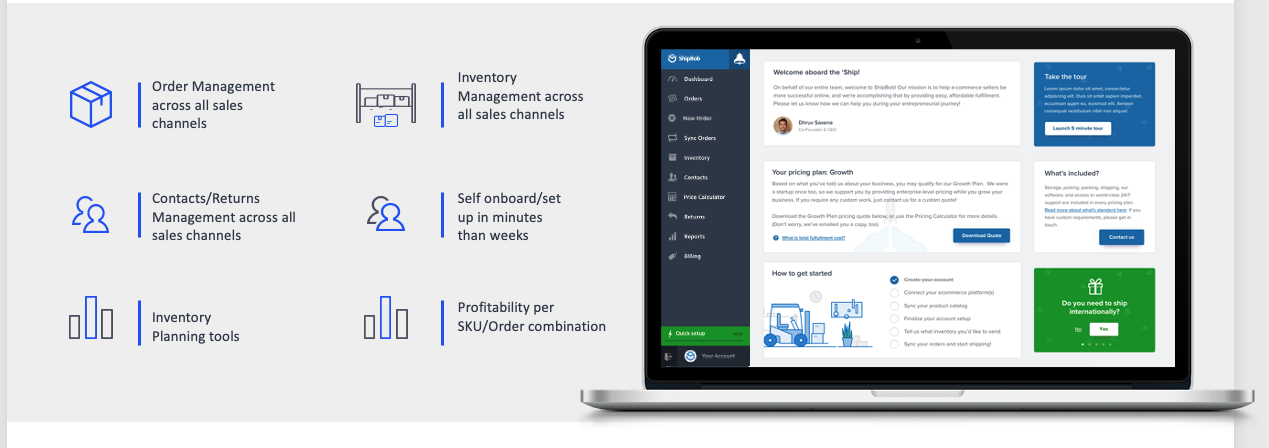 Order Management
across all sales
channels
Inventory
Management across
all sales channels
Contacts/Returns
Management across all
sales channels
Self onboard/set
up in minutes
than weeks
Inventory
Planning tools
Profitability per
SKU/Order combination
ShipBob
Dashboard
Orders
New Order
Sync Orders
Inventory
Contacts
Price Calculator
Returns
Reports
Billing
Quick setup
Your Account
Welcome aboard the 'Ship!
On behalf of our entire team, welcome to ShipBob! Our mission is to help e-commerce sellers be
more successful online, and we're accomplishing that by providing easy, affordable fulfillment.
Please let us know how we can help you during your entrepreneurial journey!
Dhruv Saxena
Co-Founder & CEO
Take the tour
Lorem ipsum dolor sit amet, consectetur
adipiscing elit. Duis sit amet sapien imperdiet,
accumsan quam eu, euismod elit. Aenean
consequat vestibulum nibh non aliquet.
Launch 5 minute tour
Your pricing plan: Growth
Based on what you've told us about your business, you may qualify for our Growth Plan. We were
a startup once too, so we support you by providing enterprise-level pricing while you grow your
business. If you require any custom work, just contact us for a custom quote!
Download the Growth Plan pricing quote below, or use the Pricing Calculator for more details.
(Don't worry, we've emailed you a copy, too)
What is total fulfullment cost?
Download Quote
What's included?
Storage, picking, packing, shipping, our
software, and access to world-class 24/7
support are included in every pricing plan.
Read more about what's standard here. If you
have custom requirements, please get in
touch.
Contact us
How to get started
Create your account
Connect your ecommerce platform(s)
Sync your product catalog
Finalize your account setup
Tell us what inventory you'd like to send
Sync your orders and start shipping!
Do you need to ship
internationally?
No
Yes